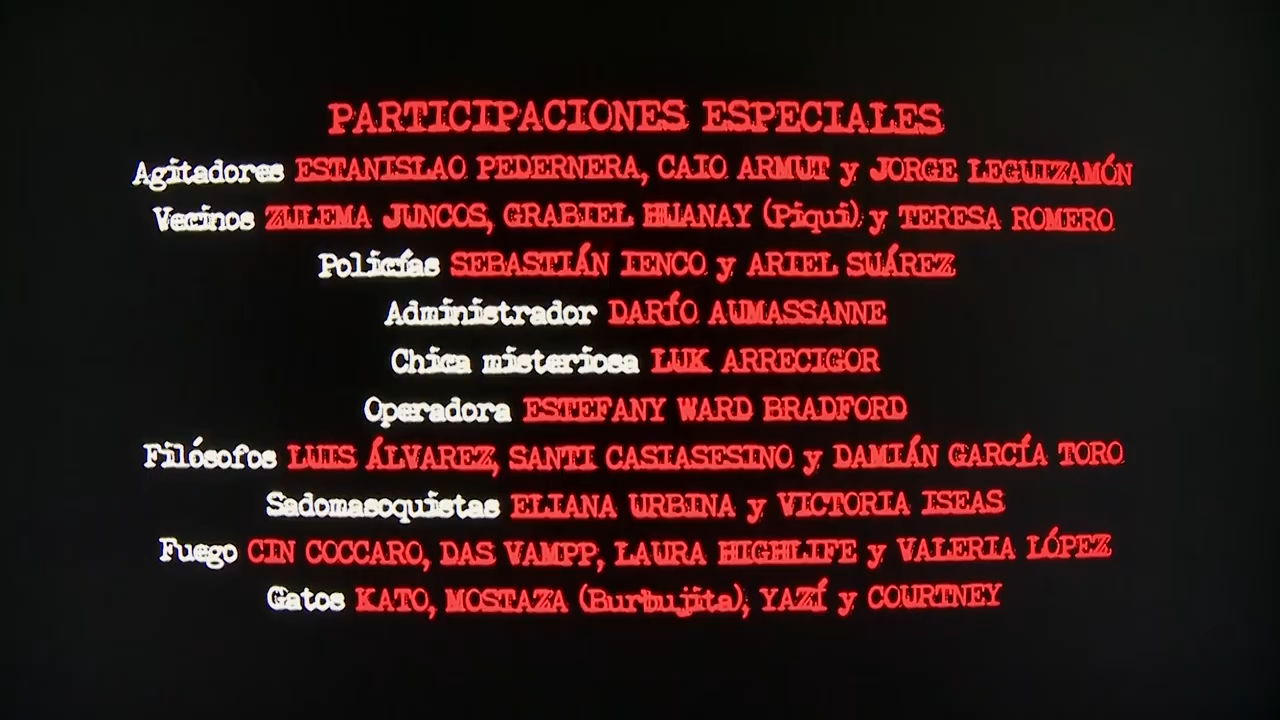 PARTICIPACIONES ESPECIALES
Agitadores ESTANISLAO PEDERNERA, CAIO ARMUT y JORGE LEGUIZAMÓN
Vecinos ZULEMA JUNCOS, GRABIEL HUANAY (Piqui) y TERESA ROMERO
Policías SEBASTIÁN IENCO y ARIEL SUÁREZ
Administrador DARÍO AUMASSANNE
Chica misteriosa LUK ARRECIGOR
Operadora ESTEFANY WARD BRADFORD
Filósofos LUIS ÁLVAREZ, SANTI CASIASESINO y DAMIÁN GARCÍA TORO
Sadomasoquistas ELIANA URBINA y VICTORIA ISEAS
Fuego CIN COCCARO, DAS VAMPP, LAURA HIGHLIFE y VALERIA LÓPEZ
Gatos KATO, MOSTAZA (Burbujita), YAZÍ y COURTNEY